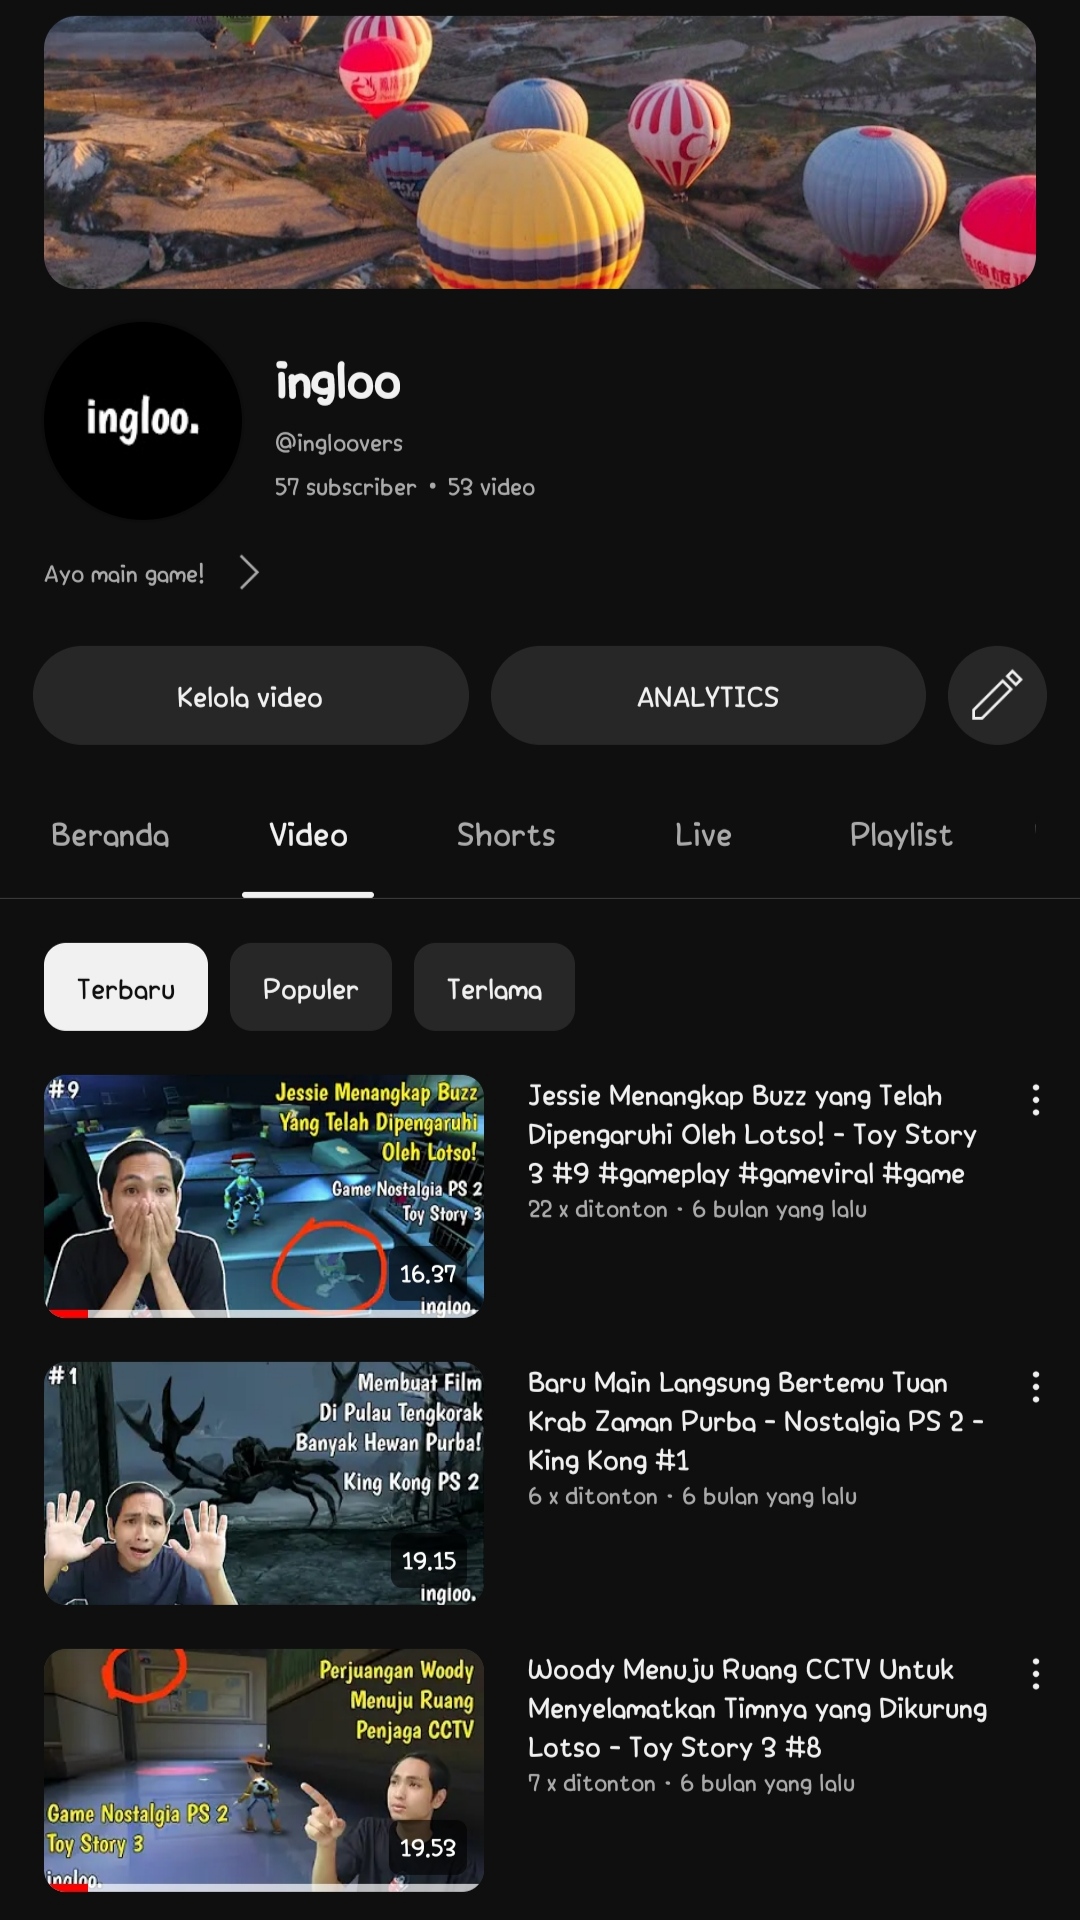 ingloo.
ingloo
@ingloovers
57 subscriber • 53 video
Ayo main game!
Kelola video
ANALYTICS
Beranda
Video
Shorts
Live
Playlist
Terbaru
Populer
Terlama
#9
Jessie Menangkap Buzz
Yang Telah Dipengaruhi
Oleh Lotso!
Game Nostalgia PS 2
Toy Story 3
16.37
ingloo.
Jessie Menangkap Buzz yang Telah
Dipengaruhi Oleh Lotso! - Toy Story
3 #9 #gameplay #gameviral #game
22 x ditonton · 6 bulan yang lalu
#1
Membuat Film
Di Pulau Tengkorak
Banyak Hewan Purba!
King Kong PS 2
19.15
ingloo.
Baru Main Langsung Bertemu Tuan
Krab Zaman Purba - Nostalgia PS 2 -
King Kong #1
6 x ditonton · 6 bulan yang lalu
Perjuangan Woody
Menuju Ruang
Penjaga CCTV
Game Nostalgia PS 2
Toy Story 3
19.53
ingloo.
Woody Menuju Ruang CCTV Untuk
Menyelamatkan Timnya yang Dikurung
Lotso - Toy Story 3 #8
7 x ditonton · 6 bulan yang lalu